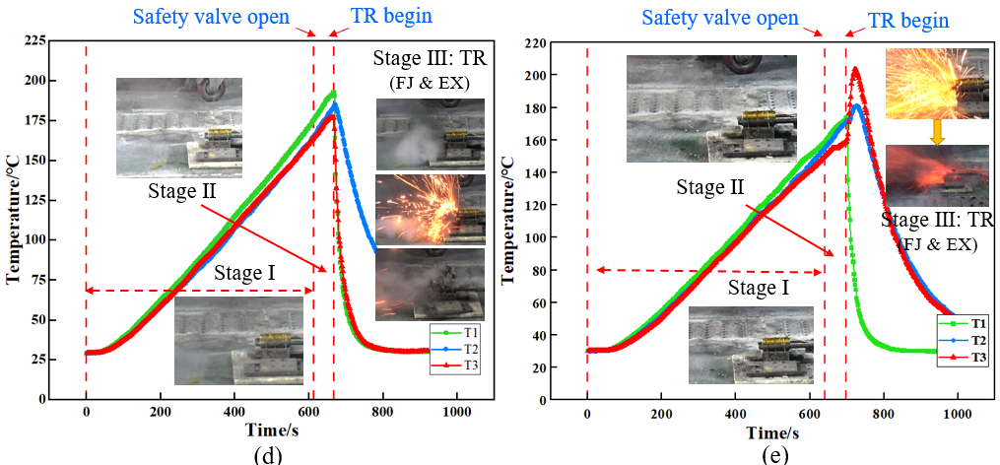 Safety valve open
TR begin
225
200
175
150
125
100
75
50
25
0
Temperature/°C
0
200
400
600
800
1000
Time/s
Stage III: TR
(FJ & EX)
Stage II
Stage I
T1
T2
T3
(d)
Safety valve open
TR begin
220
200
180
160
140
120
100
80
60
40
20
0
Temperature/°C
0
200
400
600
800
1000
Time/s
Stage II
Stage III: TR
(FJ & EX)
Stage I
T1
T2
T3
(e)